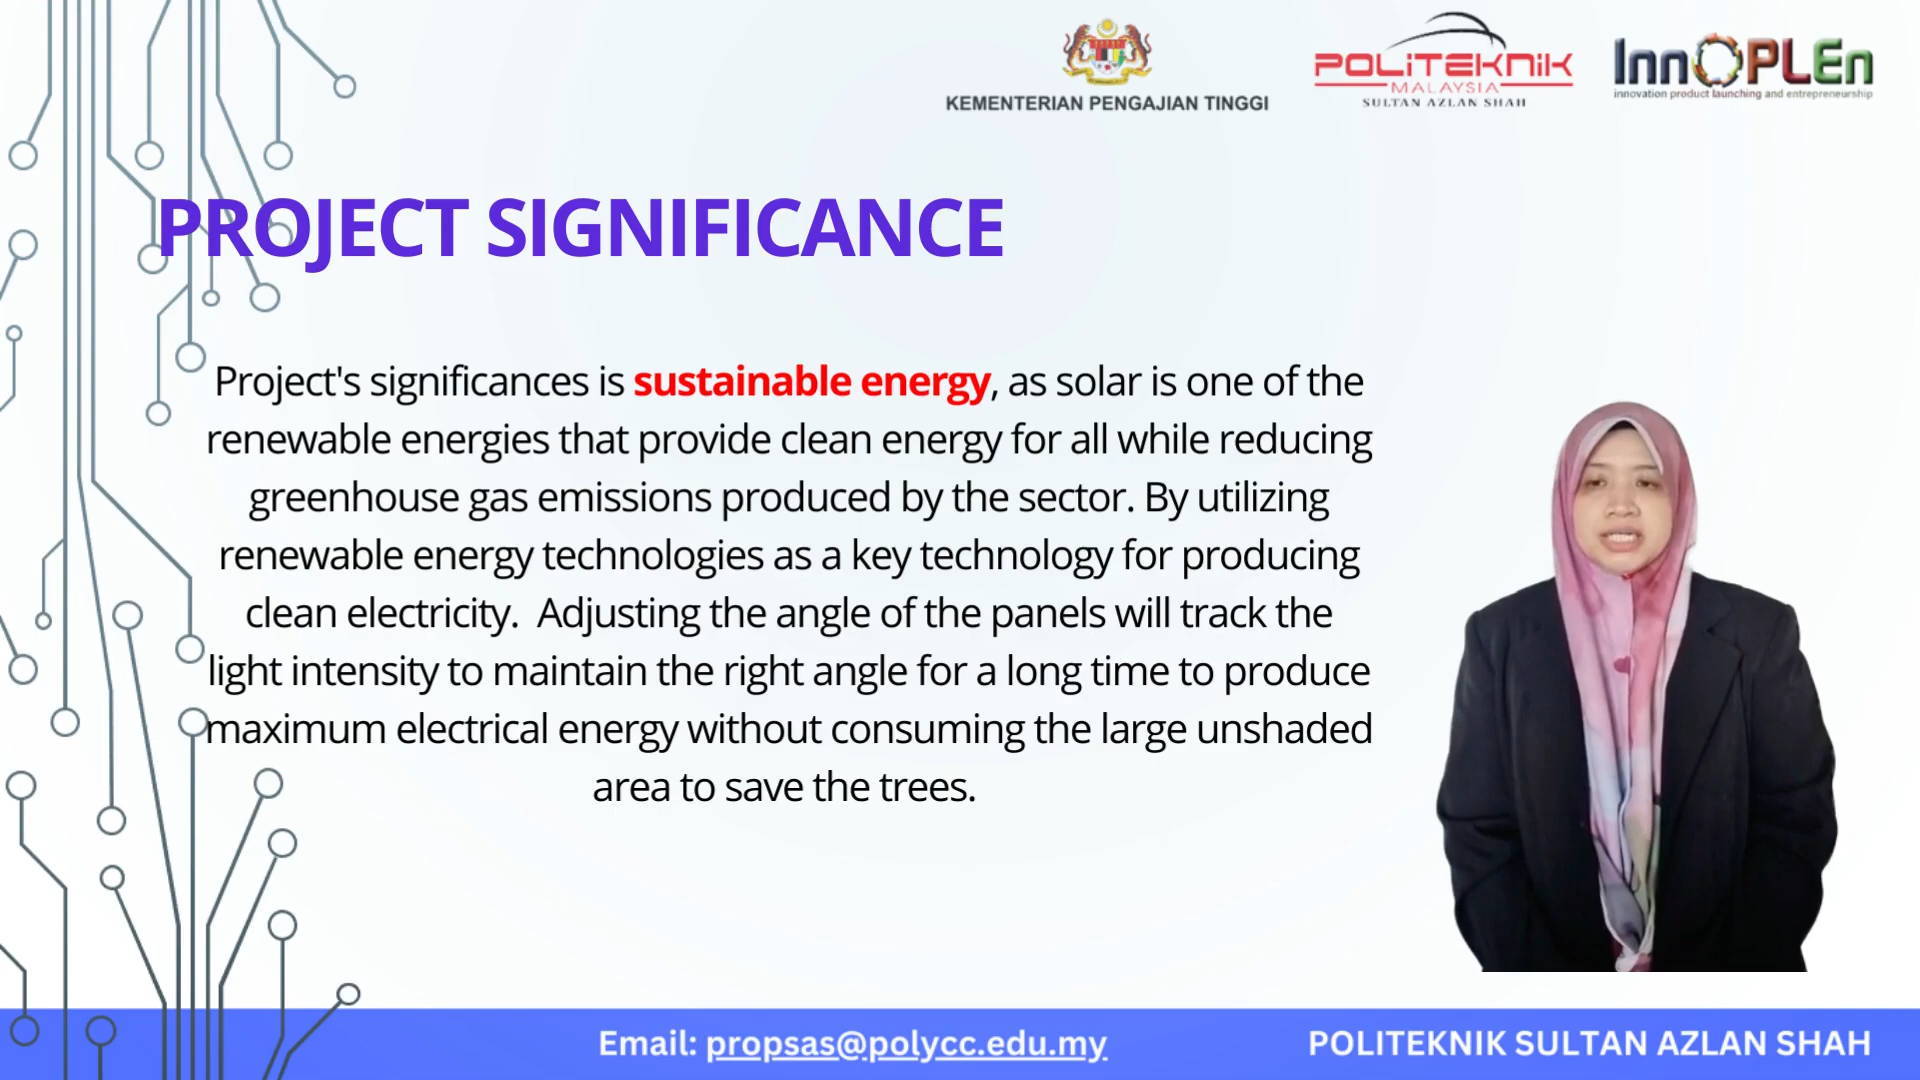 KEMENTERIAN PENGAJIAN TINGGI
POLITEKNIK
MALAYSIA
SULTAN AZLAN SHAH
InnOPLEn
innovation product launching and entrepreneurship
PROJECT SIGNIFICANCE
Project's significances is sustainable energy, as solar is one of the
renewable energies that provide clean energy for all while reducing
greenhouse gas emissions produced by the sector. By utilizing
renewable energy technologies as a key technology for producing
clean electricity.  Adjusting the angle of the panels will track the
light intensity to maintain the right angle for a long time to produce
maximum electrical energy without consuming the large unshaded
area to save the trees.
Email: propsas@polycc.edu.my
POLITEKNIK SULTAN AZLAN SHAH